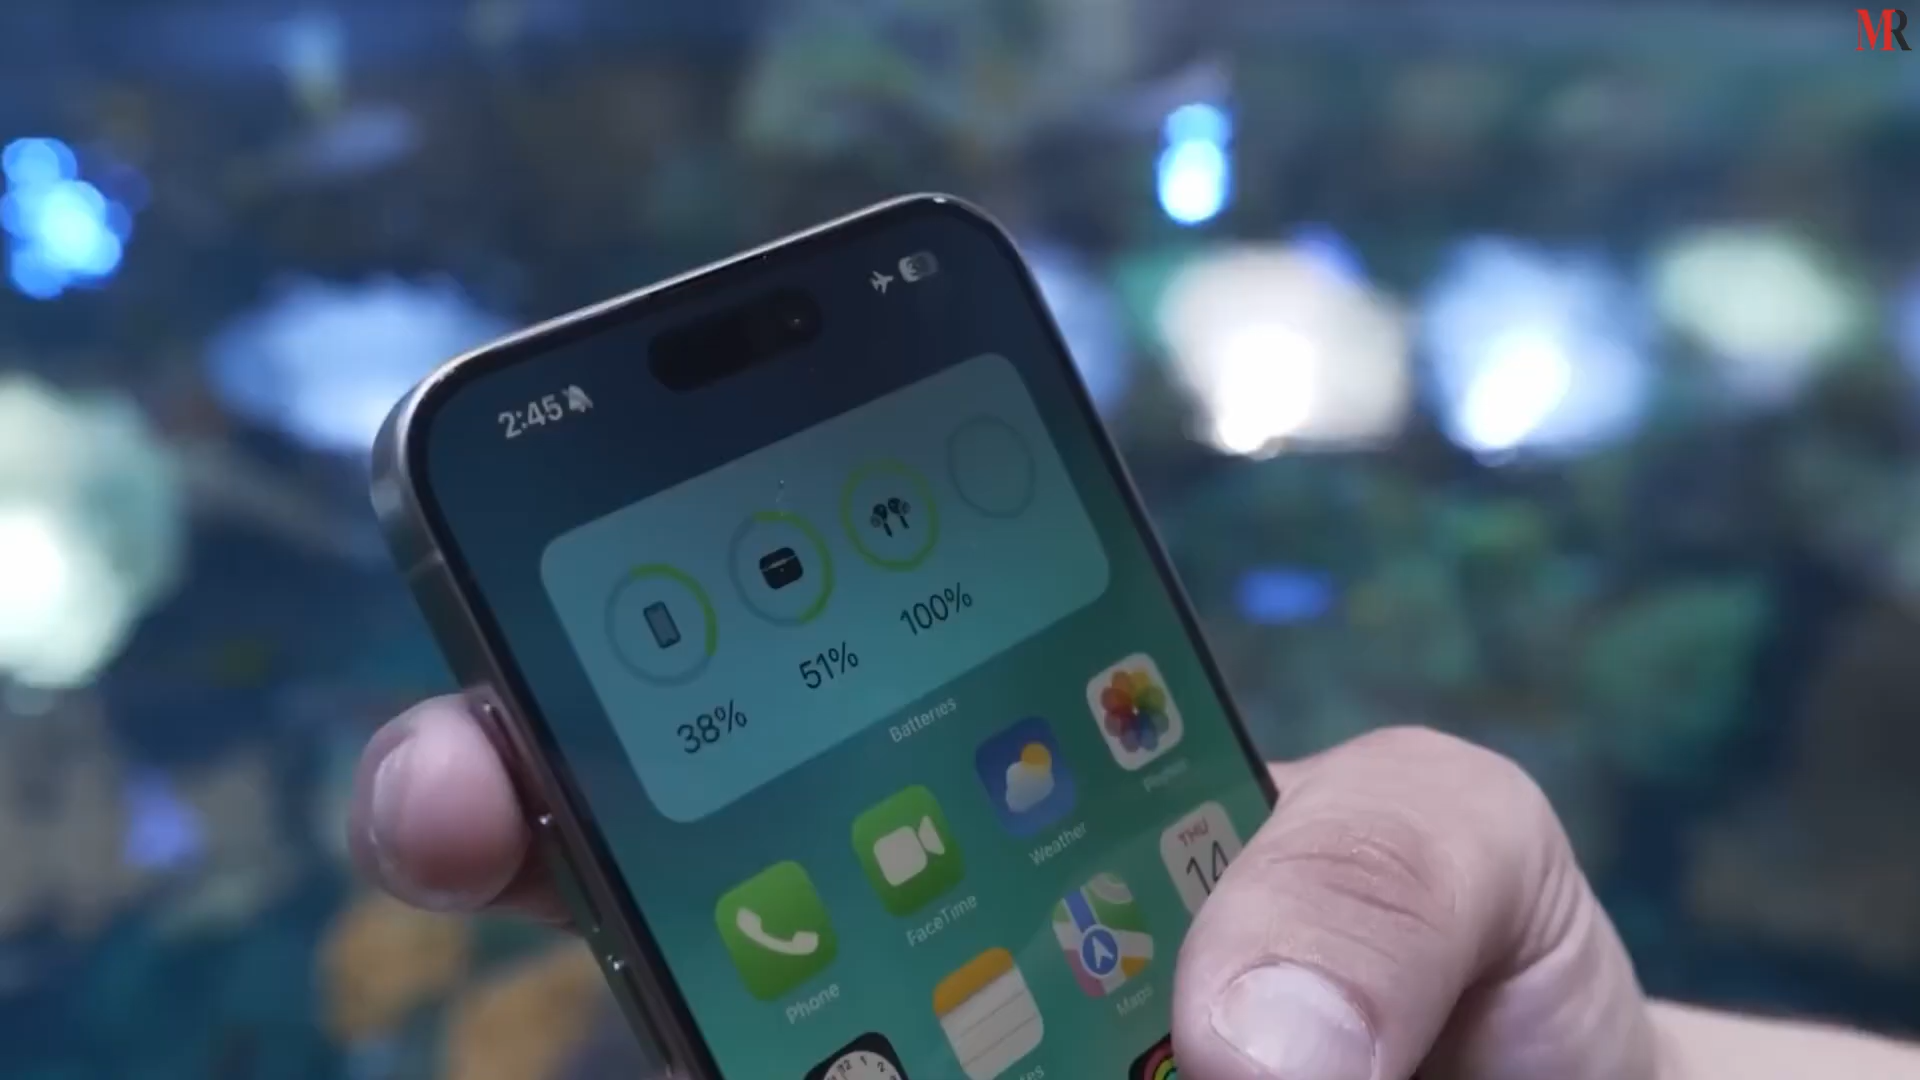 MR
2:45
38%
51%
100%
Batteries
Phone
FaceTime
Weather
Photos
Maps
THU
14